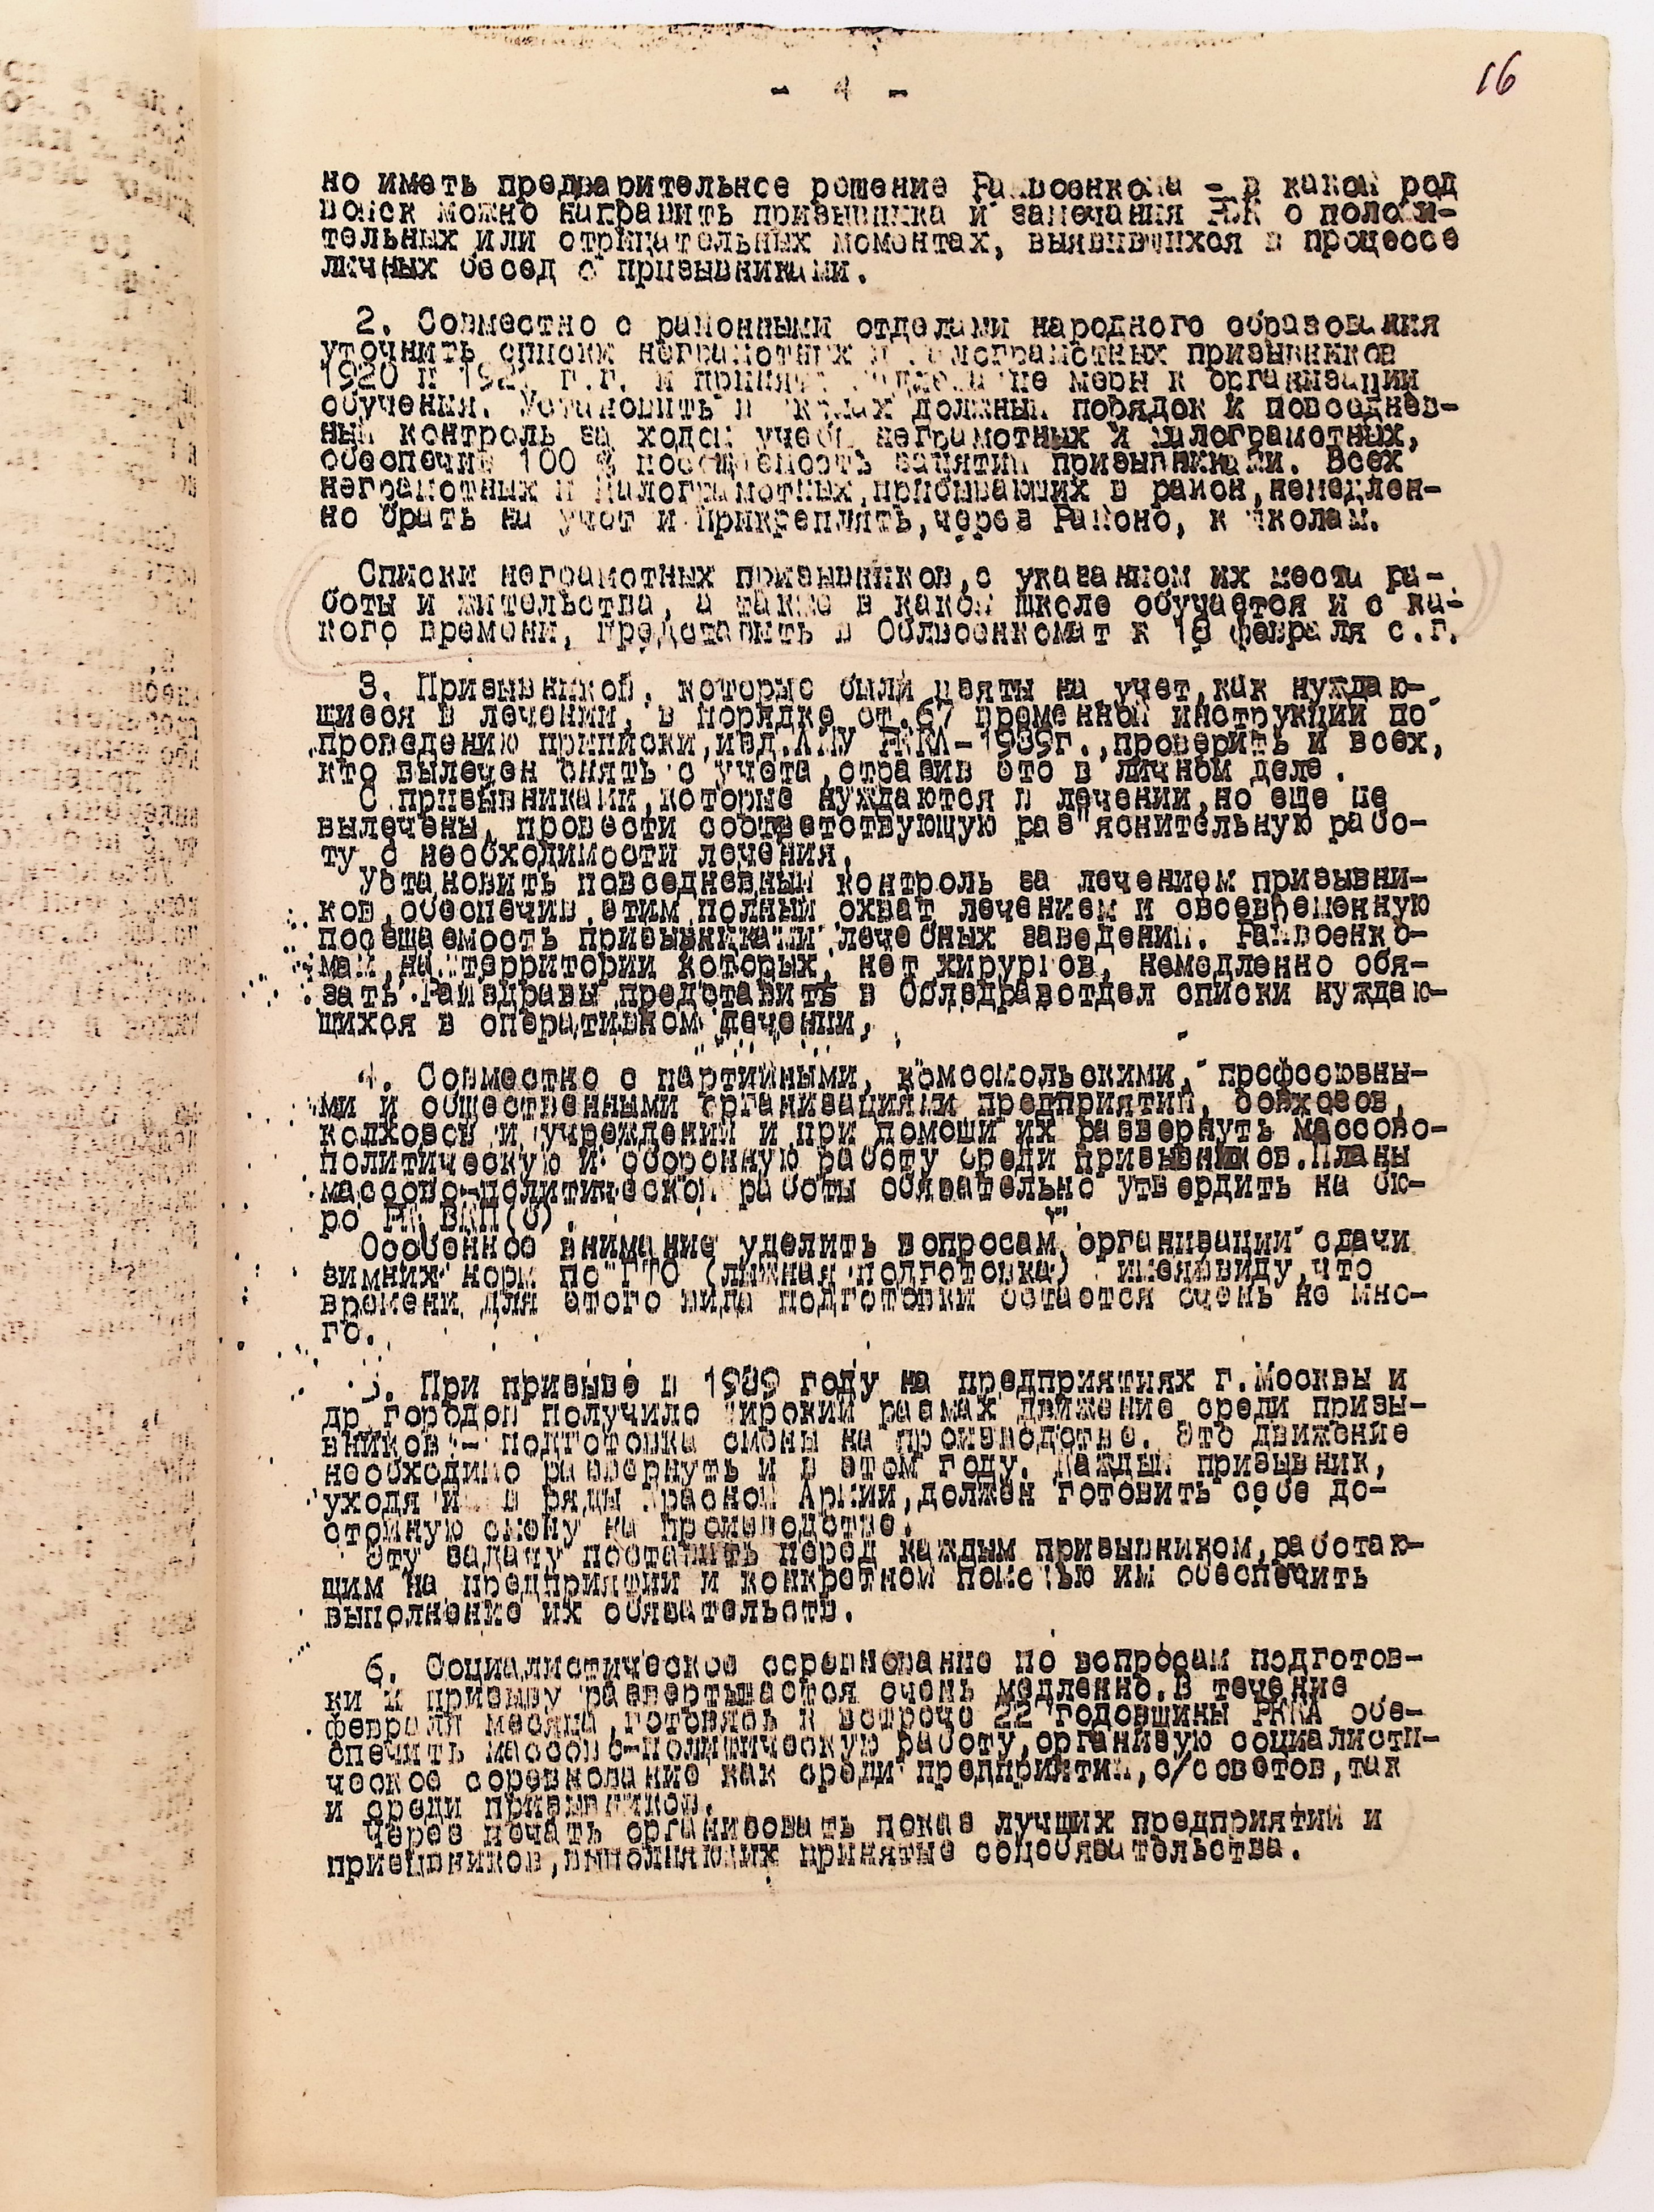 - 4 -
16
но иметь предварительнсе решение Райвоенкома - в какой род
войск можно направить призывника и замечания РВК о положи-
тельных или отрицательных моментах, выявившихся в процессе
личных бесед с призывниками.
2. Совместно с районными отделами народного образования
уточнить списки неграмотных и малограмотных призывников
1920 и 1921 г.г. и принять меры к организации
обучения. Установить в школах должный порядок и повседнев-
ный контроль за ходом учебы неграмотных и малограмотных,
обеспечив 100 % посещаемость занятий призывниками. Всех
неграмотных и малограмотных,прибывающих в район,немедлен-
но брать на учет и прикреплять,через Районо, к школам.
Списки неграмотных призывников,с указанием их места ра-
боты и жительства, а также в какой школе обучается и с ка-
кого времени, представить в Облвоенкомат к 18 февраля с.г.
3. Призывников, которые были взяты на учет,как нуждаю-
щиеся в лечении, в порядке ст.67 временной инструкции по
проведению приписки,изд.АМУ РККА-1939г.,проверить и всех,
кто вылечен снять с учета,отразив это в личном деле.
С призывниками,которые нуждаются в лечении,но еще не
вылечены, провести соответствующую раз"яснительную рабо-
ту о необходимости лечения.
Установить повседневный контроль за лечением призывни-
ков,обеспечив этим полный охват лечением и своевременную
посещаемость призывниками лечебных заведений. Райвоенко-
мам,на территории которых, нет хирургов, немедленно обя-
зать Райздравы представить в Облздравотдел списки нуждаю-
щихся в оперативном лечении.
4. Совместно с партийными, комсомольскими, профсоюзны-
ми и общественными организациями предприятий, совхозов,
колхозов и учреждений и при помощи их развернуть массово-
политическую и оборонную работу среди призывников.Планы
массово-политической работы обязательно утвердить на бю-
ро РК ВКП(б).
Особенное внимание уделить вопросам организации сдачи
зимних норм по ГТО (лыжная подготовка) имея ввиду,что
времени для этого вида подготовки остается очень не мно-
го.
5. При призыве в 1939 году на предприятиях г.Москвы и
др городов получило широкий размах движение среди призы-
вников - подготовка смены на производстве. Это движение
необходимо развернуть и в этом году. Каждый призывник,
уходя в ряды Красной Армии,должен готовить себе до-
стойную смену на производстве.
Эту задачу поставить перед каждым призывником,работаю-
щим на предприятии и конкретной помощью им обеспечить
выполнение их обязательств.
6. Социалистическое соревнование по вопросам подготов-
ки к призыву развертывается очень медленно.В течение
февраля месяца,готовясь к встрече 22 годовщины РККА обе-
спечить массово-политическую работу,организую социалисти-
ческое соревнование как среди предприятий,с/советов,так
и среди призывников.
Через печать организовать показ лучших предприятий и
призывников,выполняющих принятые соцобязательства.